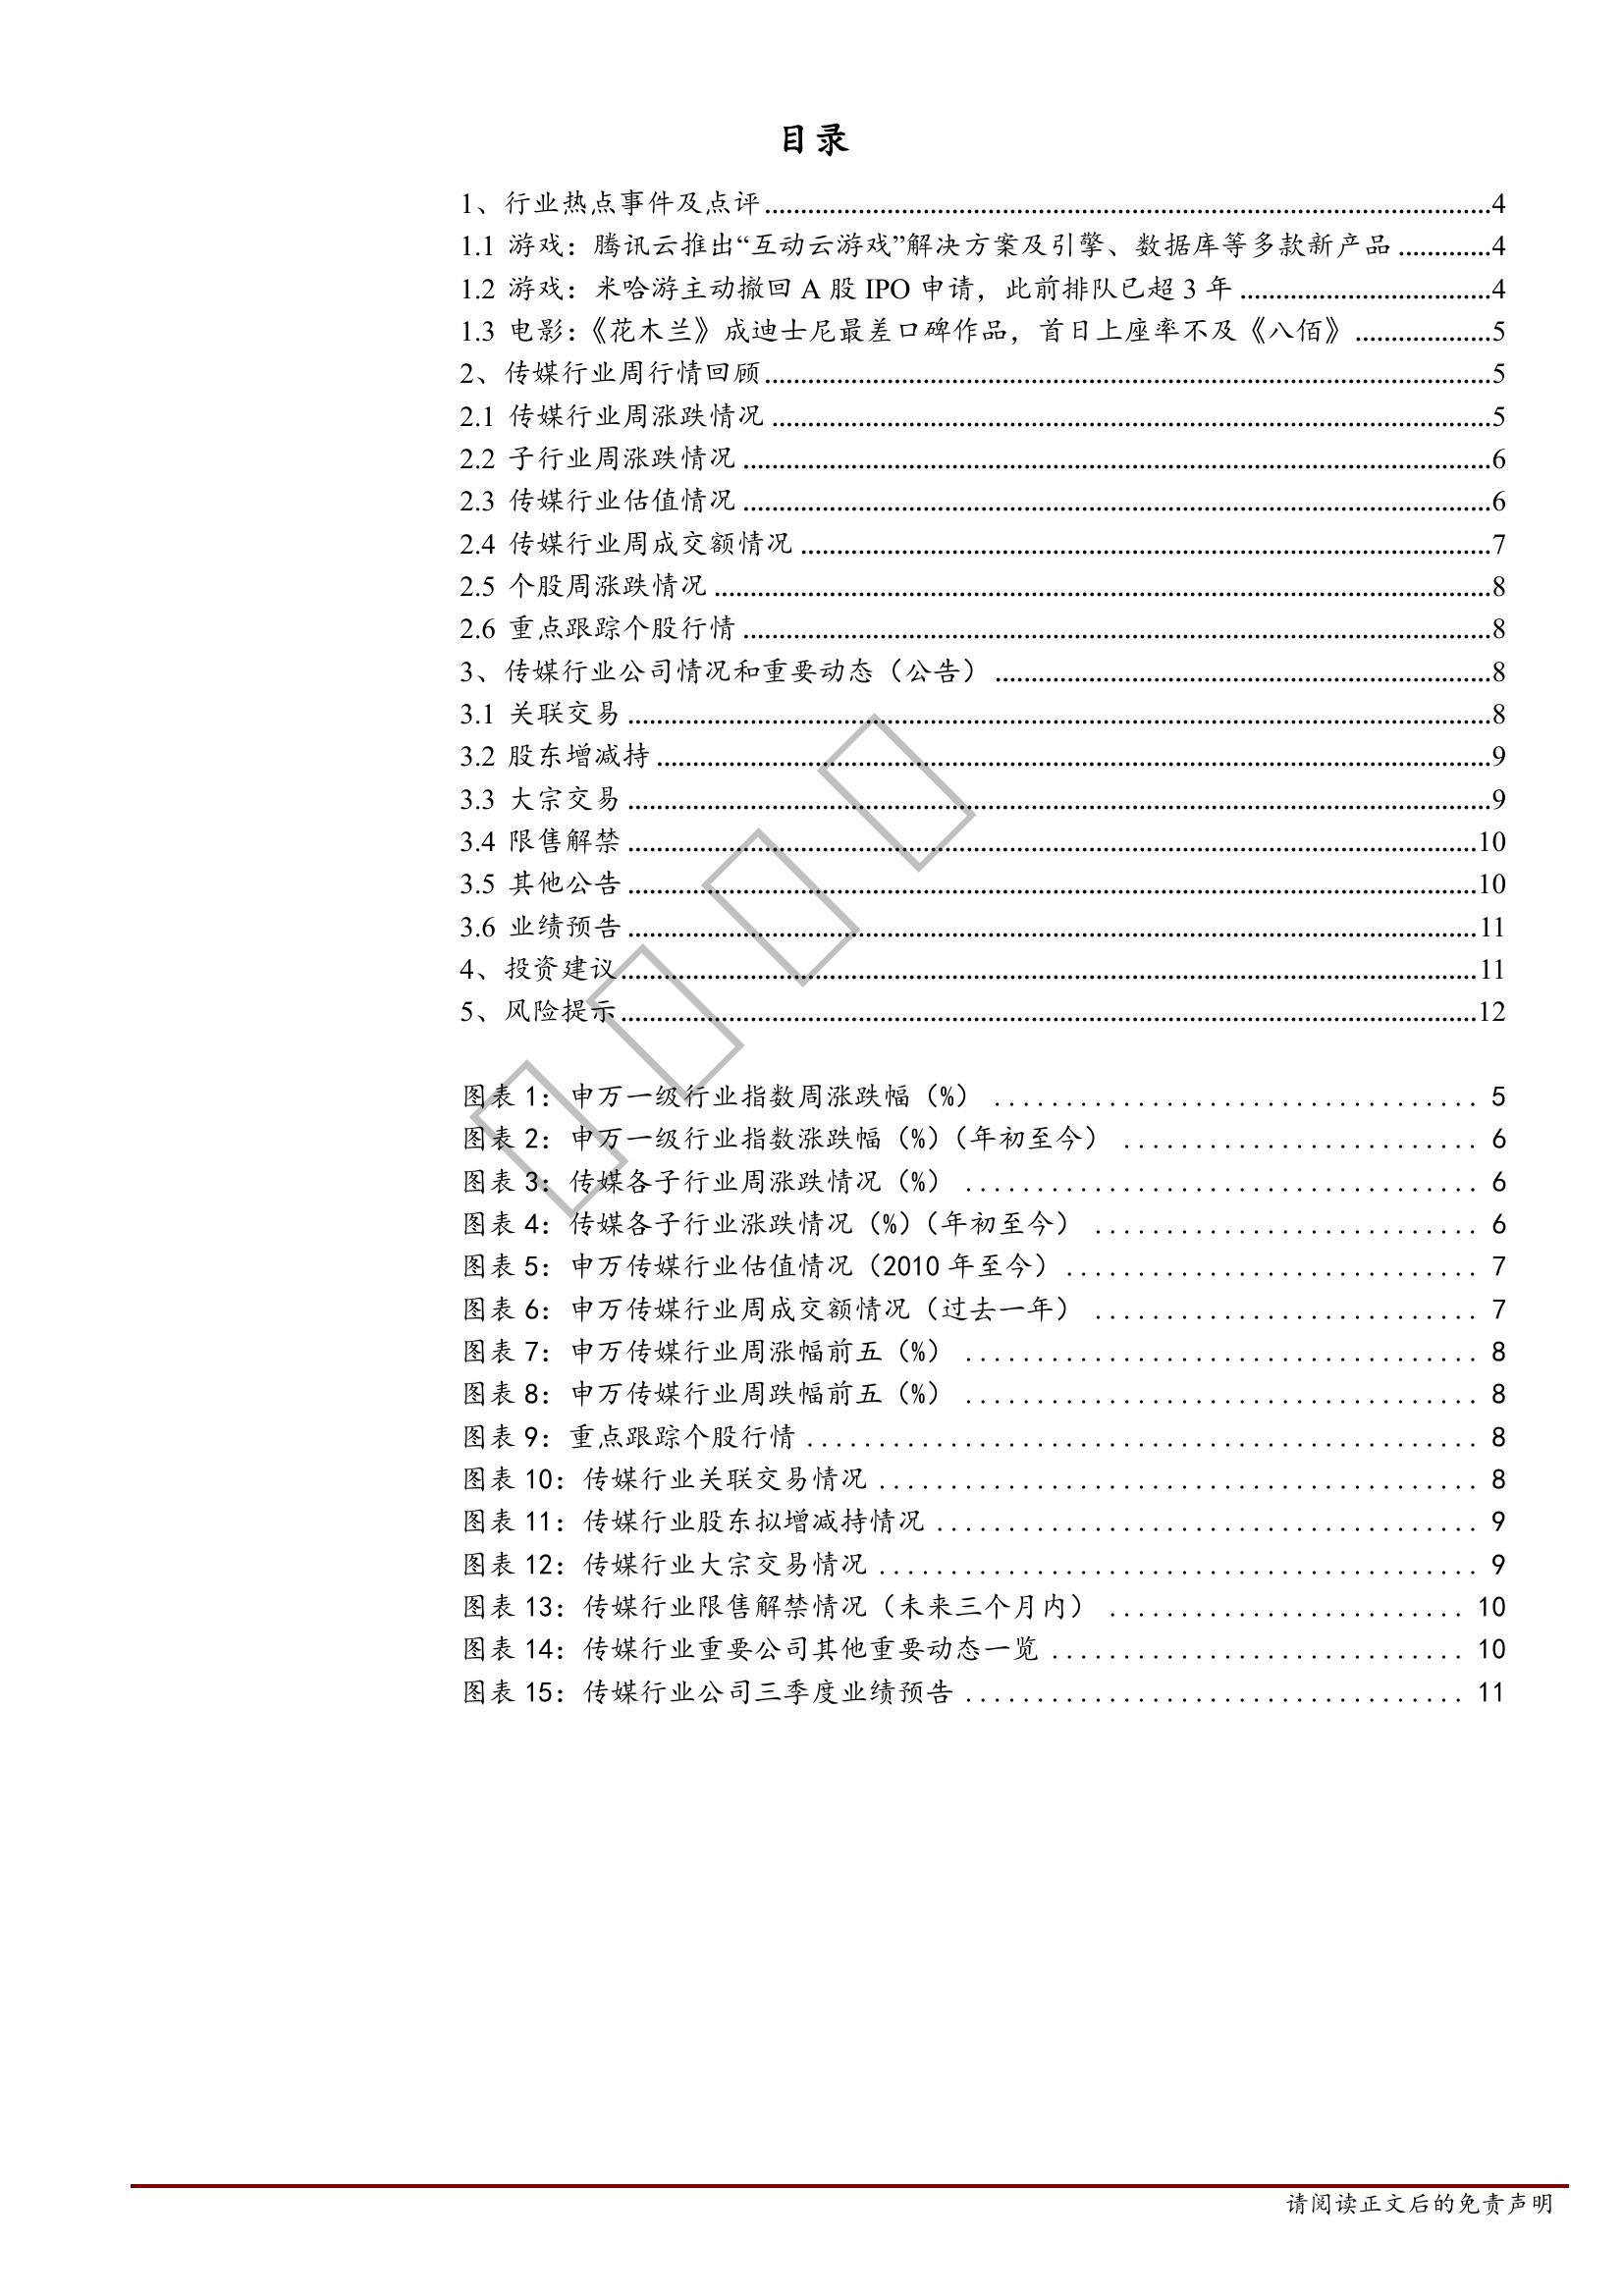 目录
1、行业热点事件及点评........................................4
1.1 游戏：腾讯云推出“互动云游戏”解决方案及引擎、数据库等多款新产品.............4
1.2 游戏：米哈游主动撤回 A 股 IPO 申请，此前排队已超 3 年...................4
1.3 电影：《花木兰》成迪士尼最差口碑作品，首日上座率不及《八佰》...................5
2、传媒行业周行情回顾........................................5
2.1 传媒行业周涨跌情况........................................5
2.2 子行业周涨跌情况........................................6
2.3 传媒行业估值情况........................................6
2.4 传媒行业周成交额情况........................................7
2.5 个股周涨跌情况........................................8
2.6 重点跟踪个股行情........................................8
3、传媒行业公司情况和重要动态（公告）........................................8
3.1 关联交易........................................8
3.2 股东增减持........................................9
3.3 大宗交易........................................9
3.4 限售解禁........................................10
3.5 其他公告........................................10
3.6 业绩预告........................................11
4、投资建议........................................11
5、风险提示........................................12
图表 1：申万一级行业指数周涨跌幅（%） .................................. 5
图表 2：申万一级行业指数涨跌幅（%）（年初至今） ......................... 6
图表 3：传媒各子行业周涨跌情况（%） .................................... 6
图表 4：传媒各子行业涨跌情况（%）（年初至今） ........................... 6
图表 5：申万传媒行业估值情况（2010 年至今）............................. 7
图表 6：申万传媒行业周成交额情况（过去一年） ........................... 7
图表 7：申万传媒行业周涨幅前五（%） .................................... 8
图表 8：申万传媒行业周跌幅前五（%） .................................... 8
图表 9：重点跟踪个股行情 ............................................... 8
图表 10：传媒行业关联交易情况 .......................................... 8
图表 11：传媒行业股东拟增减持情况 ...................................... 9
图表 12：传媒行业大宗交易情况 .......................................... 9
图表 13：传媒行业限售解禁情况（未来三个月内） ......................... 10
图表 14：传媒行业重要公司其他重要动态一览 ............................. 10
图表 15：传媒行业公司三季度业绩预告 ................................... 11
请阅读正文后的免责声明